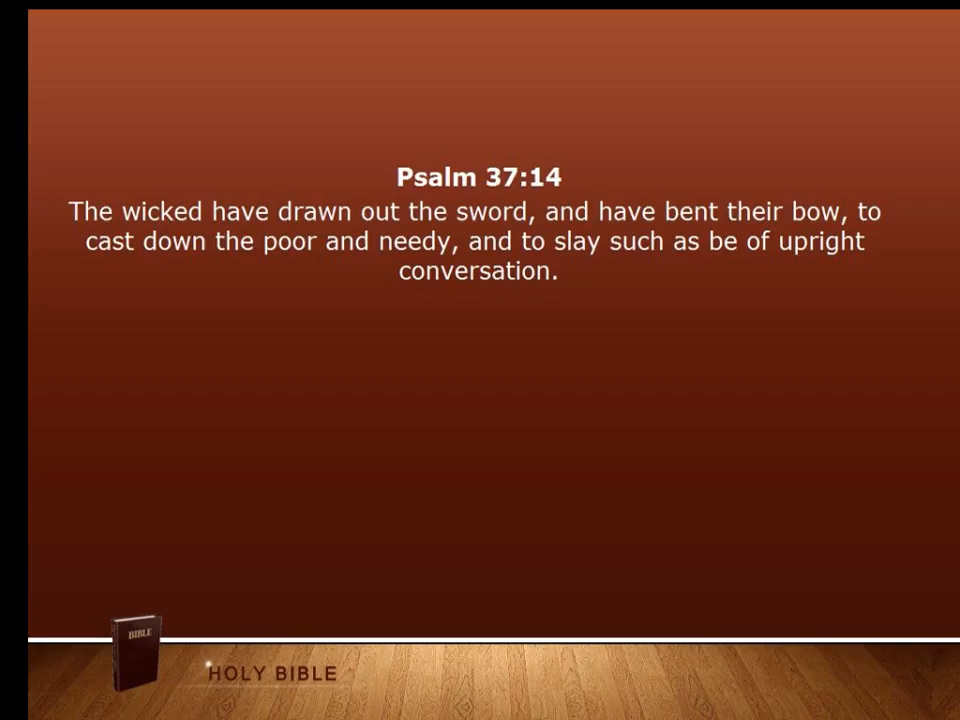 Psalm 37:14
The wicked have drawn out the sword, and have bent their bow, to
cast down the poor and needy, and to slay such as be of upright
conversation.
BIBLE
HOLY BIBLE